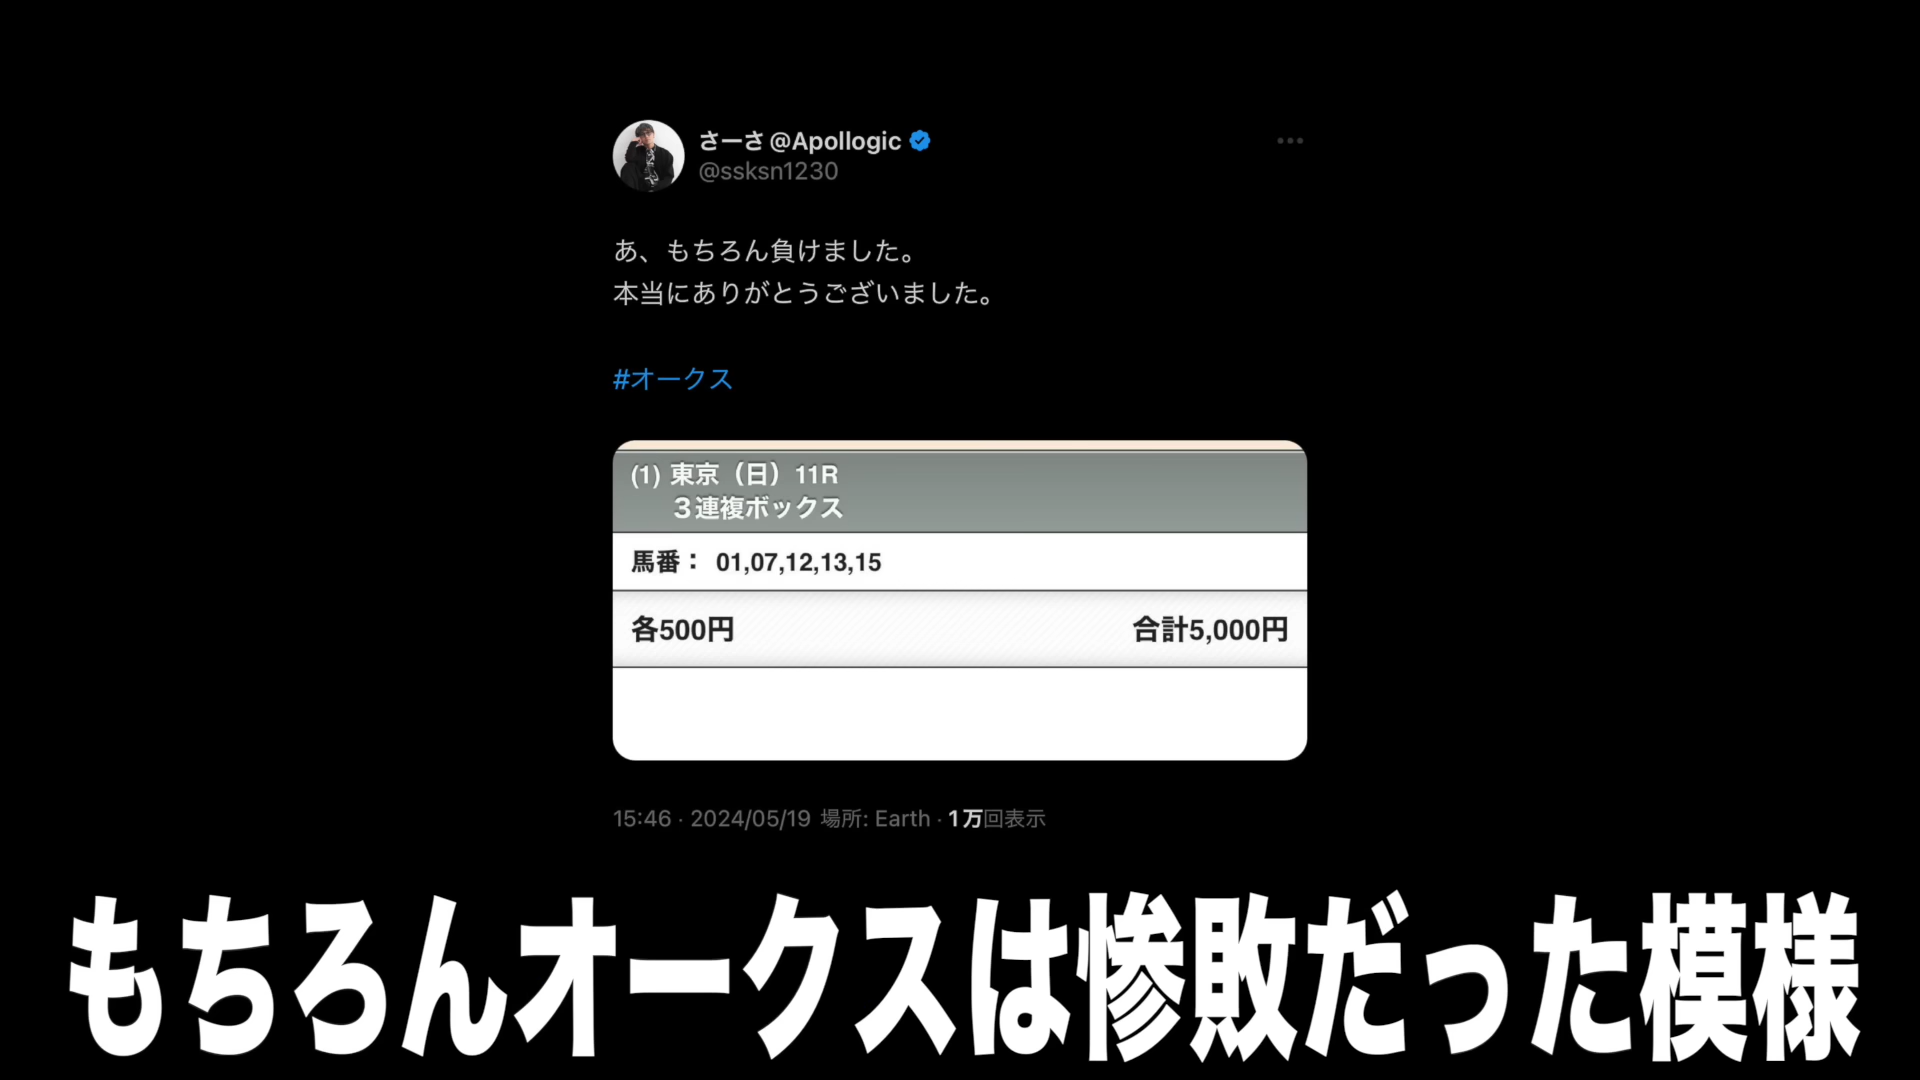 さーさ@Apollogic
@ssksn1230
あ、もちろん負けました。
本当にありがとうございました。
#オークス
(1) 東京（日）11R
３連複ボックス
馬番： 01,07,12,13,15
各500円 合計5,000円
15:46 · 2024/05/19 場所: Earth · 1万回表示
もちろんオークスは惨敗だった模様